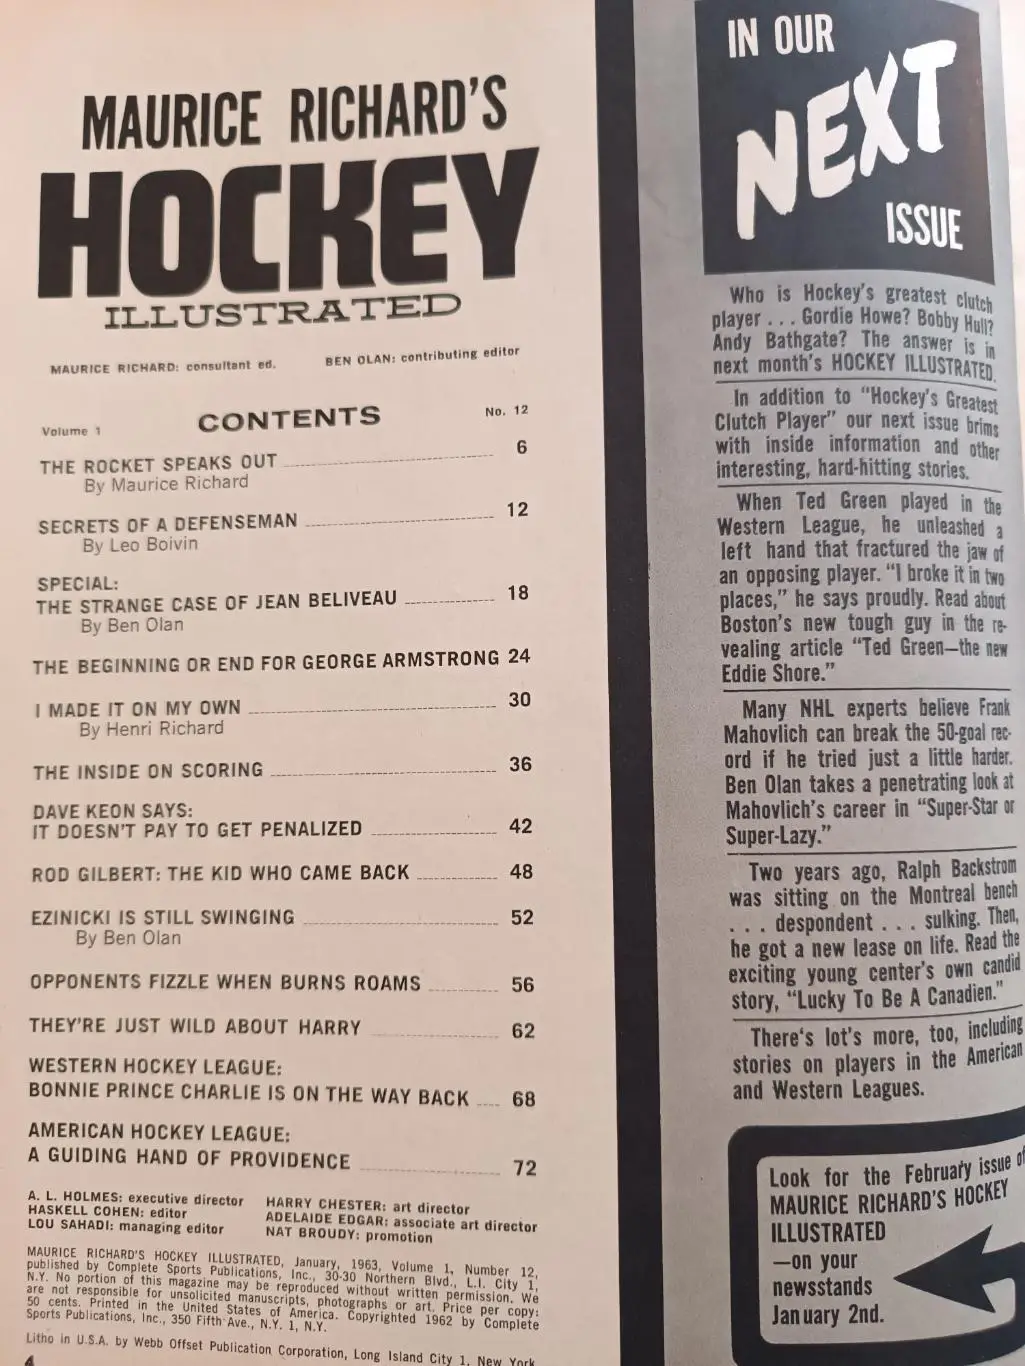 MAURICE RICHARD'S
HOCKEY
ILLUSTRATED
MAURICE RICHARD: consultant ed.
BEN OLAN: contributing editor
Volume 1
CONTENTS
No. 12
THE ROCKET SPEAKS OUT 6
By Maurice Richard
SECRETS OF A DEFENSEMAN 12
By Leo Boivin
SPECIAL:
THE STRANGE CASE OF JEAN BELIVEAU 18
By Ben Olan
THE BEGINNING OR END FOR GEORGE ARMSTRONG 24
I MADE IT ON MY OWN 30
By Henri Richard
THE INSIDE ON SCORING 36
DAVE KEON SAYS:
IT DOESN'T PAY TO GET PENALIZED 42
ROD GILBERT: THE KID WHO CAME BACK 48
EZINICKI IS STILL SWINGING 52
By Ben Olan
OPPONENTS FIZZLE WHEN BURNS ROAMS 56
THEY'RE JUST WILD ABOUT HARRY 62
WESTERN HOCKEY LEAGUE:
BONNIE PRINCE CHARLIE IS ON THE WAY BACK 68
AMERICAN HOCKEY LEAGUE:
A GUIDING HAND OF PROVIDENCE 72
A. L. HOLMES: executive director
HASKELL COHEN: editor
LOU SAHADI: managing editor
HARRY CHESTER: art director
ADELAIDE EDGAR: associate art director
NAT BROUDY: promotion
MAURICE RICHARD'S HOCKEY ILLUSTRATED, January, 1963, Volume 1, Number 12,
published by Complete Sports Publications, Inc., 30-30 Northern Blvd., L.I. City 1,
N.Y. No portion of this magazine may be reproduced without written permission. We
are not responsible for unsolicited manuscripts, photographs or art. Price per copy:
50 cents. Printed in the United States of America. Copyrighted 1962 by Complete
Sports Publications, Inc., 350 Fifth Ave., N.Y. 1, N.Y.
Litho in U.S.A. by Webb Offset Publication Corporation, Long Island City 1, New York
4
IN OUR
NEXT
ISSUE
Who is Hockey's greatest clutch
player . . . Gordie Howe? Bobby Hull?
Andy Bathgate? The answer is in
next month's HOCKEY ILLUSTRATED.
In addition to "Hockey's Greatest
Clutch Player" our next issue brims
with inside information and other
interesting, hard-hitting stories.
When Ted Green played in the
Western League, he unleashed a
left hand that fractured the jaw of
an opposing player. "I broke it in two
places," he says proudly. Read about
Boston's new tough guy in the re-
vealing article "Ted Green—the new
Eddie Shore."
Many NHL experts believe Frank
Mahovlich can break the 50-goal rec-
ord if he tried just a little harder.
Ben Olan takes a penetrating look at
Mahovlich's career in "Super-Star or
Super-Lazy."
Two years ago, Ralph Backstrom
was sitting on the Montreal bench
. . . despondent . . . sulking. Then,
he got a new lease on life. Read the
exciting young center's own candid
story, "Lucky To Be A Canadien."
There's lot's more, too, including
stories on players in the American
and Western Leagues.
Look for the February issue of
MAURICE RICHARD'S HOCKEY
ILLUSTRATED
—on your
newsstands
January 2nd.